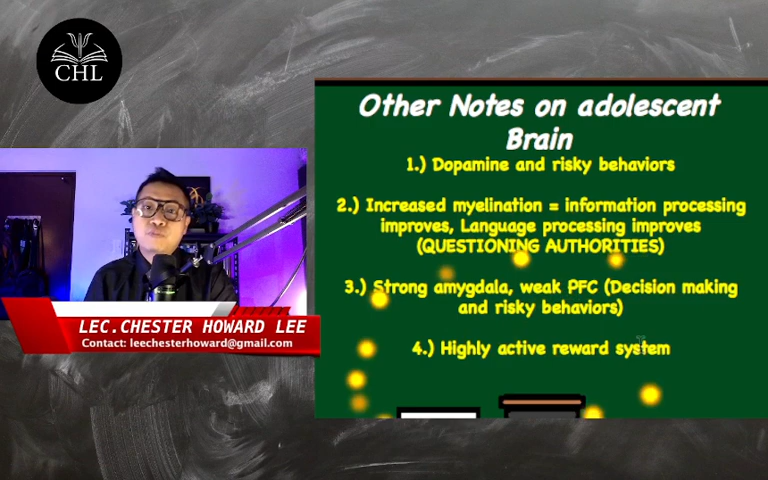 CHL
Other Notes on adolescent
Brain
1.) Dopamine and risky behaviors
2.) Increased myelination = information processing
improves, Language processing improves
(QUESTIONING AUTHORITIES)
3.) Strong amygdala, weak PFC (Decision making
and risky behaviors)
4.) Highly active reward system
LEC.CHESTER HOWARD LEE
Contact: leechesterhoward@gmail.com